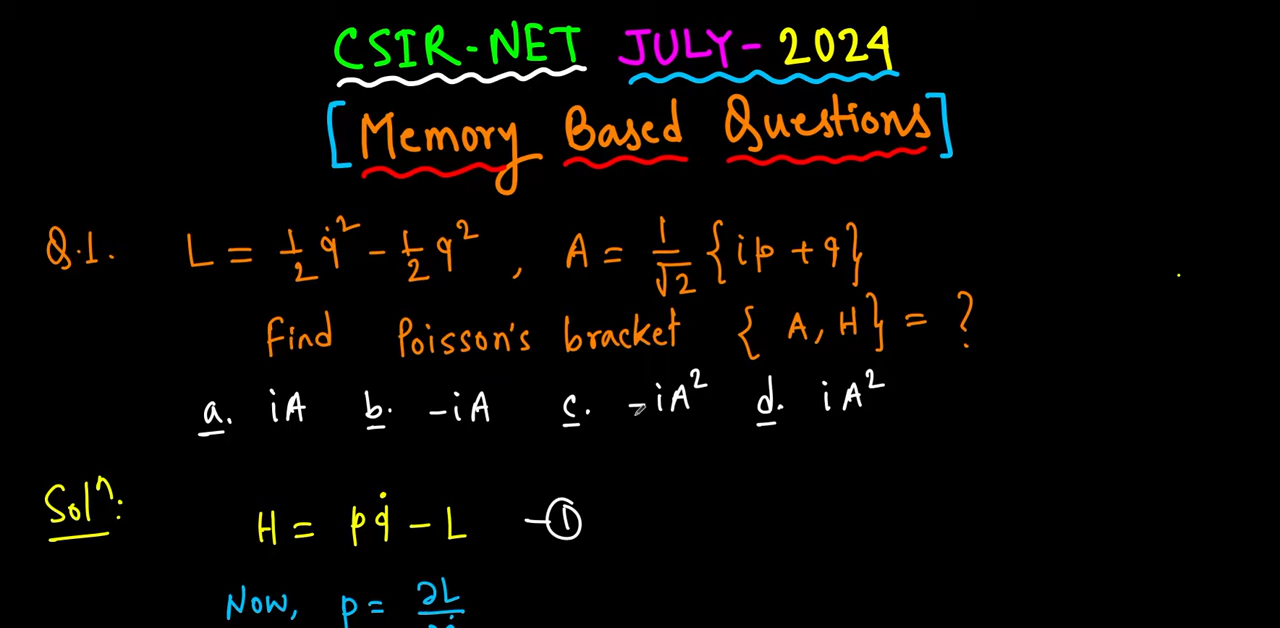 CSIR-NET JULY-2024
[Memory Based Questions]
Q.1. L = 1/2 q̇² - 1/2 q² , A = 1/√2 {ip + q}
Find Poisson's bracket {A, H} = ?
a. iA b. -iA c. -iA² d. iA²
Solⁿ:
H = pq̇ - L -①
Now, p = ∂L